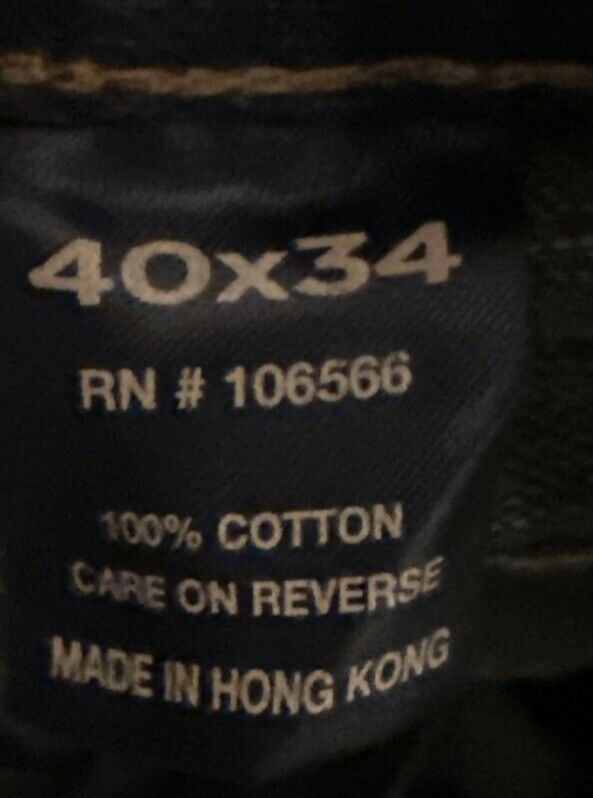 40x34
RN # 106566
100% COTTON
CARE ON REVERSE
MADE IN HONG KONG